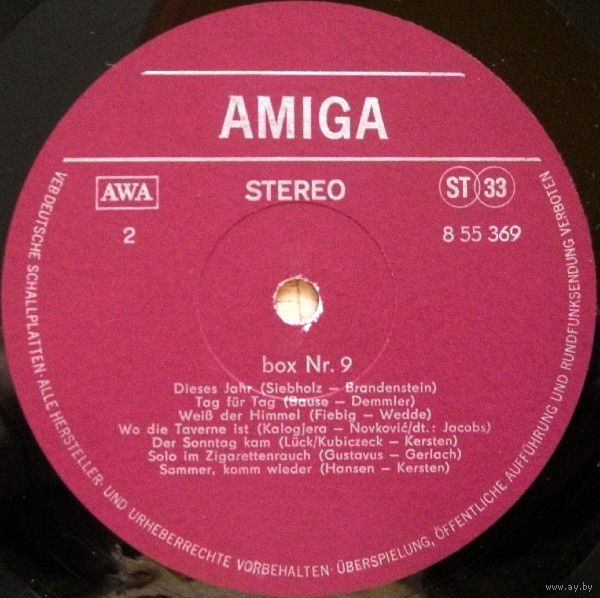 AMIGA
AWA
STEREO
ST 33
2
8 55 369
box Nr. 9
Dieses Jahr (Siebholz – Brandenstein)
Tag für Tag (Bause – Demmler)
Weiß der Himmel (Fiebig – Wedde)
Wo die Taverne ist (Kalogjera – Novković/dt.: Jacobs)
Der Sonntag kam (Lück/Kubiczek – Kersten)
Solo im Zigarettenrauch (Gustavus – Gerlach)
Sommer, komm wieder (Hansen – Kersten)
VEB DEUTSCHE SCHALLPLATTEN · ALLE HERSTELLER- UND URHEBERRECHTE VORBEHALTEN · ÜBERSPIELUNG, ÖFFENTLICHE AUFFÜHRUNG UND RUNDFUNKSENDUNG VERBOTEN
www.ay.by